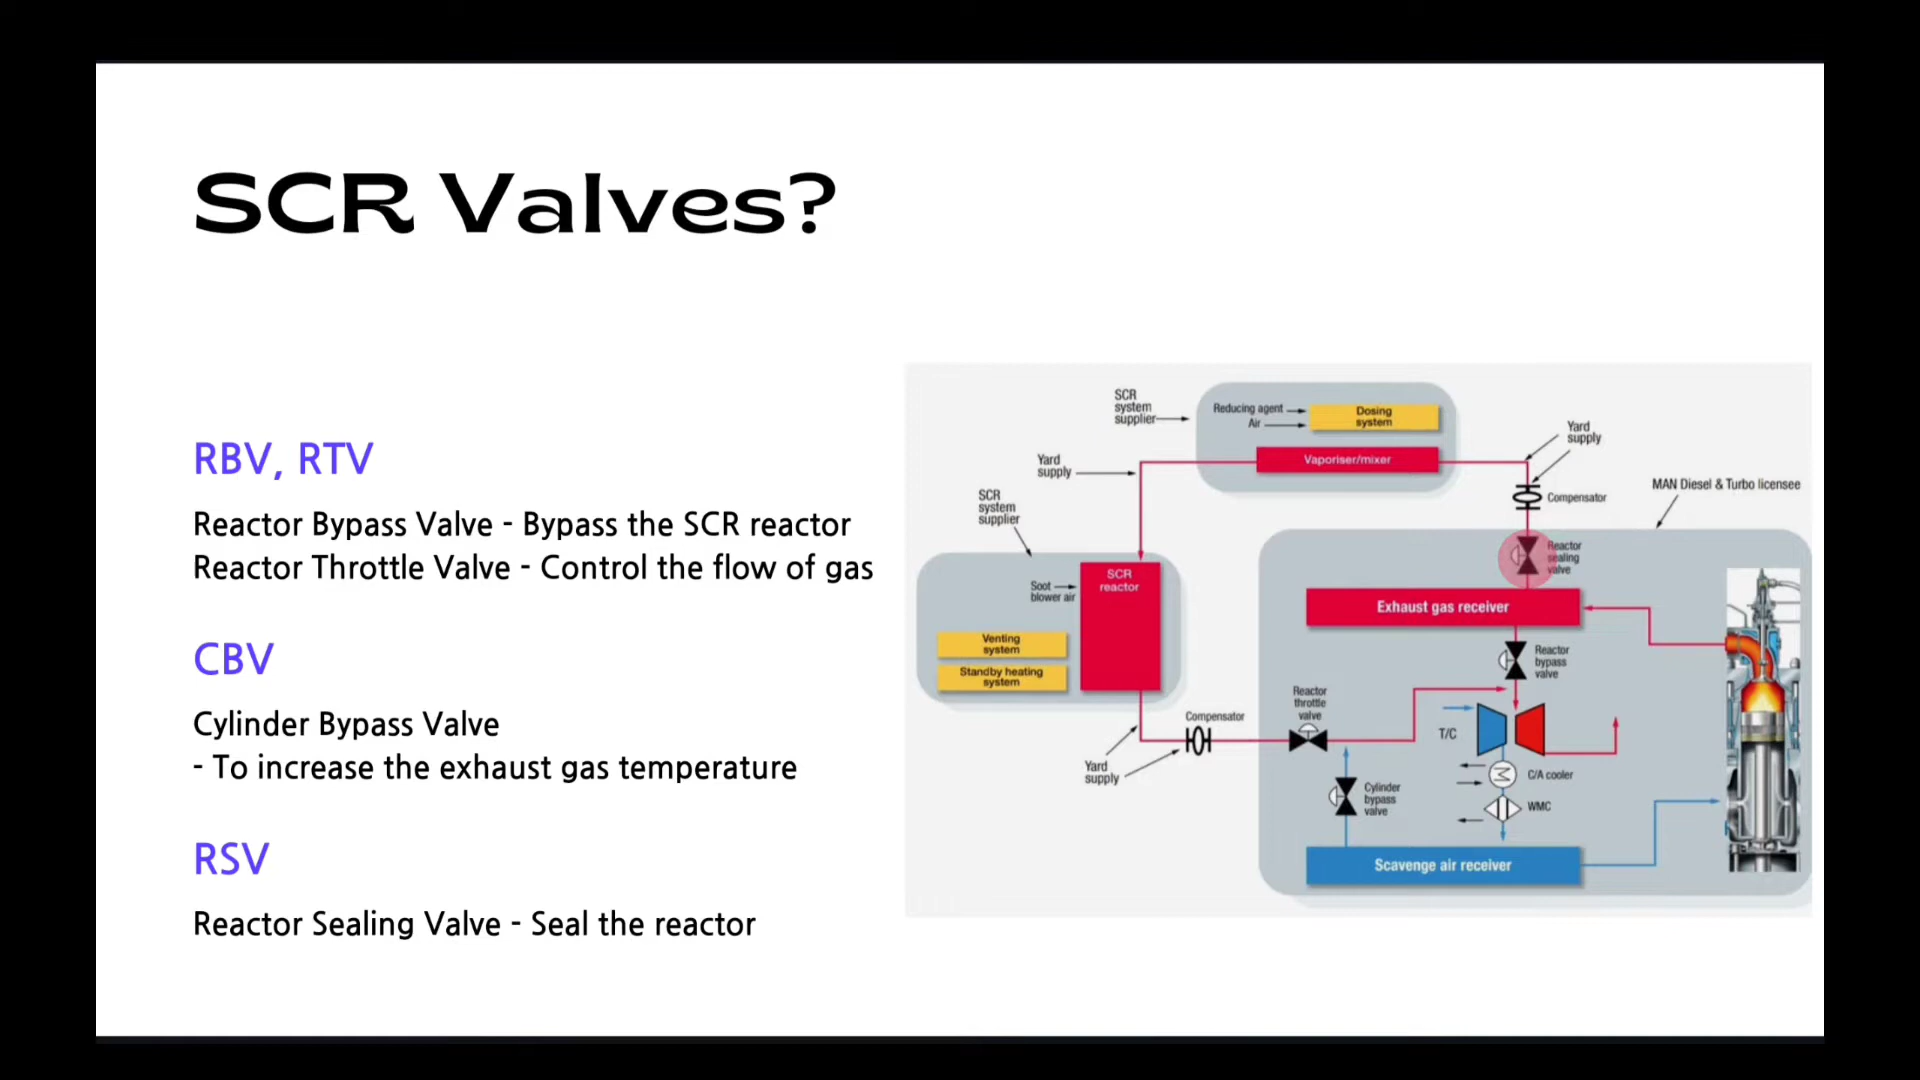 SCR Valves?
RBV, RTV
Reactor Bypass Valve - Bypass the SCR reactor
Reactor Throttle Valve - Control the flow of gas
CBV
Cylinder Bypass Valve
- To increase the exhaust gas temperature
RSV
Reactor Sealing Valve - Seal the reactor
SCR
system
supplier
Reducing agent
Air
Dosing
system
Vaporiser/mixer
Yard
supply
Yard
supply
SCR
system
supplier
Compensator
MAN Diesel & Turbo licensee
Reactor
sealing
valve
SCR
reactor
Soot
blower air
Venting
system
Standby heating
system
Exhaust gas receiver
Reactor
bypass
valve
Reactor
throttle
valve
Compensator
T/C
Yard
supply
C/A cooler
Cylinder
bypass
valve
WMC
Scavenge air receiver